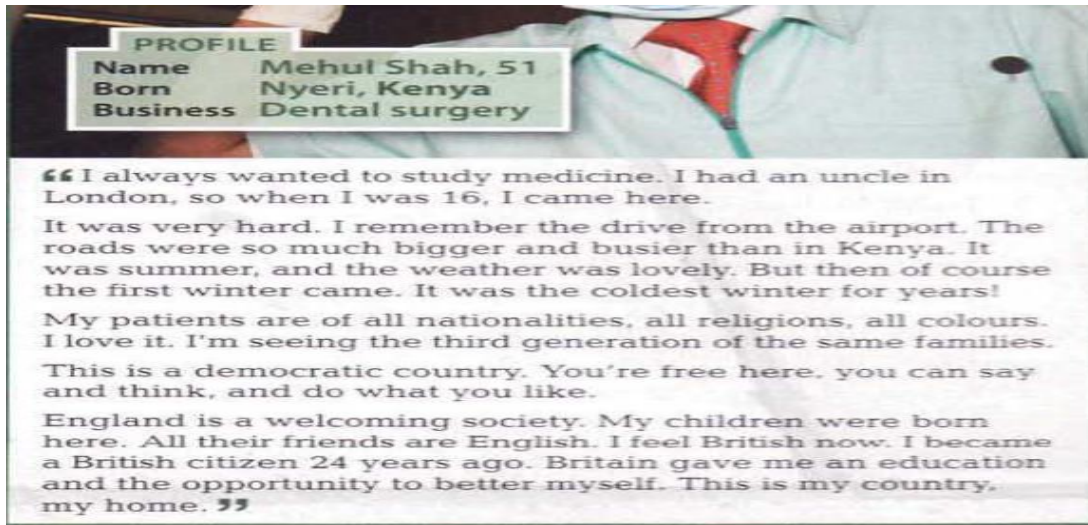 PROFILE
Name Mehul Shah, 51
Born Nyeri, Kenya
Business Dental surgery
“I always wanted to study medicine. I had an uncle in
London, so when I was 16, I came here.
It was very hard. I remember the drive from the airport. The
roads were so much bigger and busier than in Kenya. It
was summer, and the weather was lovely. But then of course
the first winter came. It was the coldest winter for years!
My patients are of all nationalities, all religions, all colours.
I love it. I'm seeing the third generation of the same families.
This is a democratic country. You're free here, you can say
and think, and do what you like.
England is a welcoming society. My children were born
here. All their friends are English. I feel British now. I became
a British citizen 24 years ago. Britain gave me an education
and the opportunity to better myself. This is my country,
my home.”